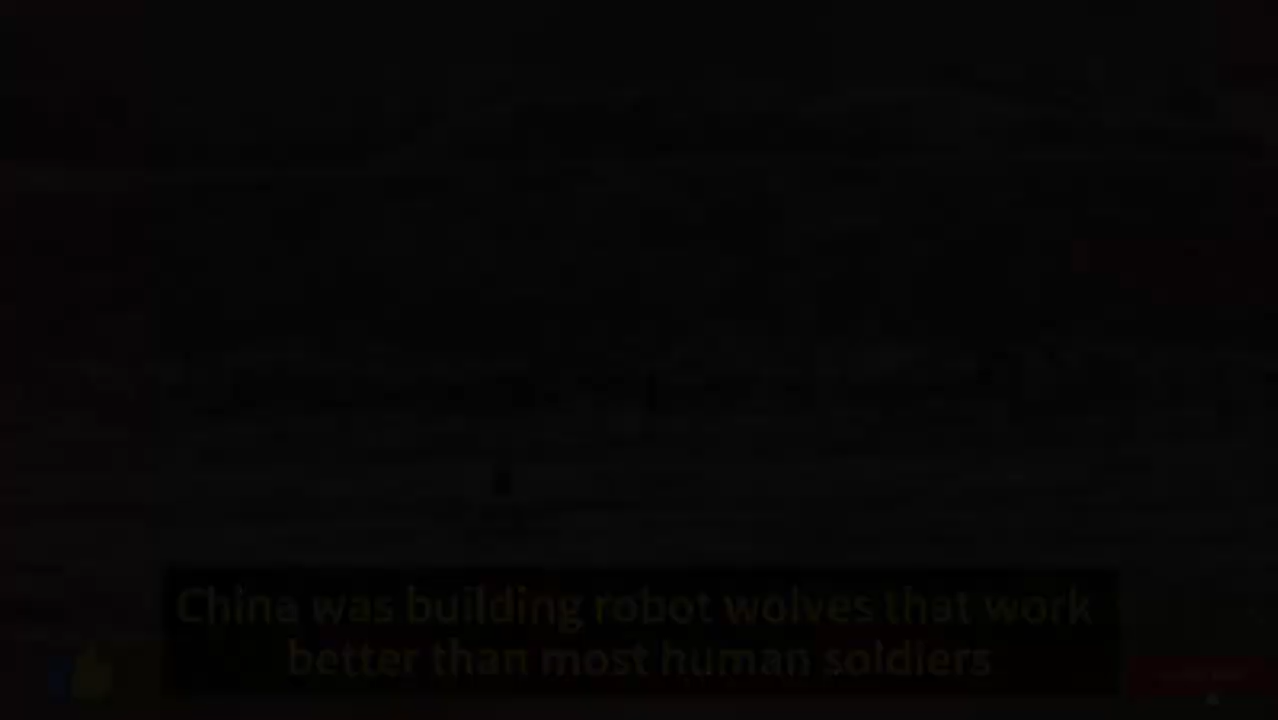 China was building robot wolves that work
better than most human soldiers